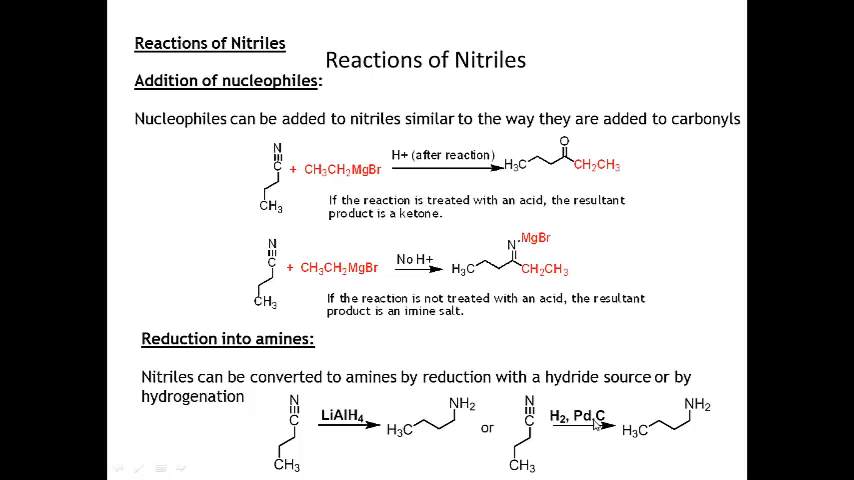 Reactions of Nitriles
Reactions of Nitriles
Addition of nucleophiles:
Nucleophiles can be added to nitriles similar to the way they are added to carbonyls
N
C
CH₃
+ CH₃CH₂MgBr
H+ (after reaction)
H₃C
O
CH₂CH₃
If the reaction is treated with an acid, the resultant
product is a ketone.
N
C
CH₃
+ CH₃CH₂MgBr
No H+
H₃C
N
MgBr
CH₂CH₃
If the reaction is not treated with an acid, the resultant
product is an imine salt.
Reduction into amines:
Nitriles can be converted to amines by reduction with a hydride source or by
hydrogenation
N
C
CH₃
LiAlH₄
H₃C
NH₂
or
N
C
CH₃
H₂, Pd,C
H₃C
NH₂